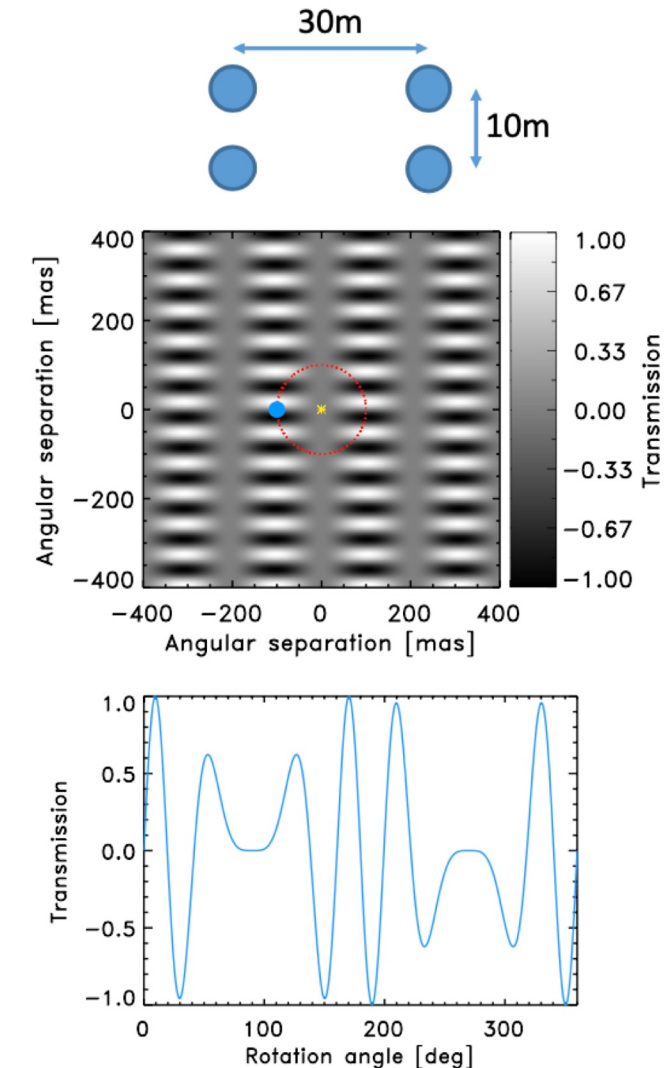 30m
10m
400
200
0
−200
−400
Angular separation [mas]
−400 −200 0 200 400
Angular separation [mas]
1.00
0.67
0.33
0.00
−0.33
−0.67
−1.00
Transmission
1.0
0.5
0.0
−0.5
−1.0
Transmission
0 100 200 300
Rotation angle [deg]